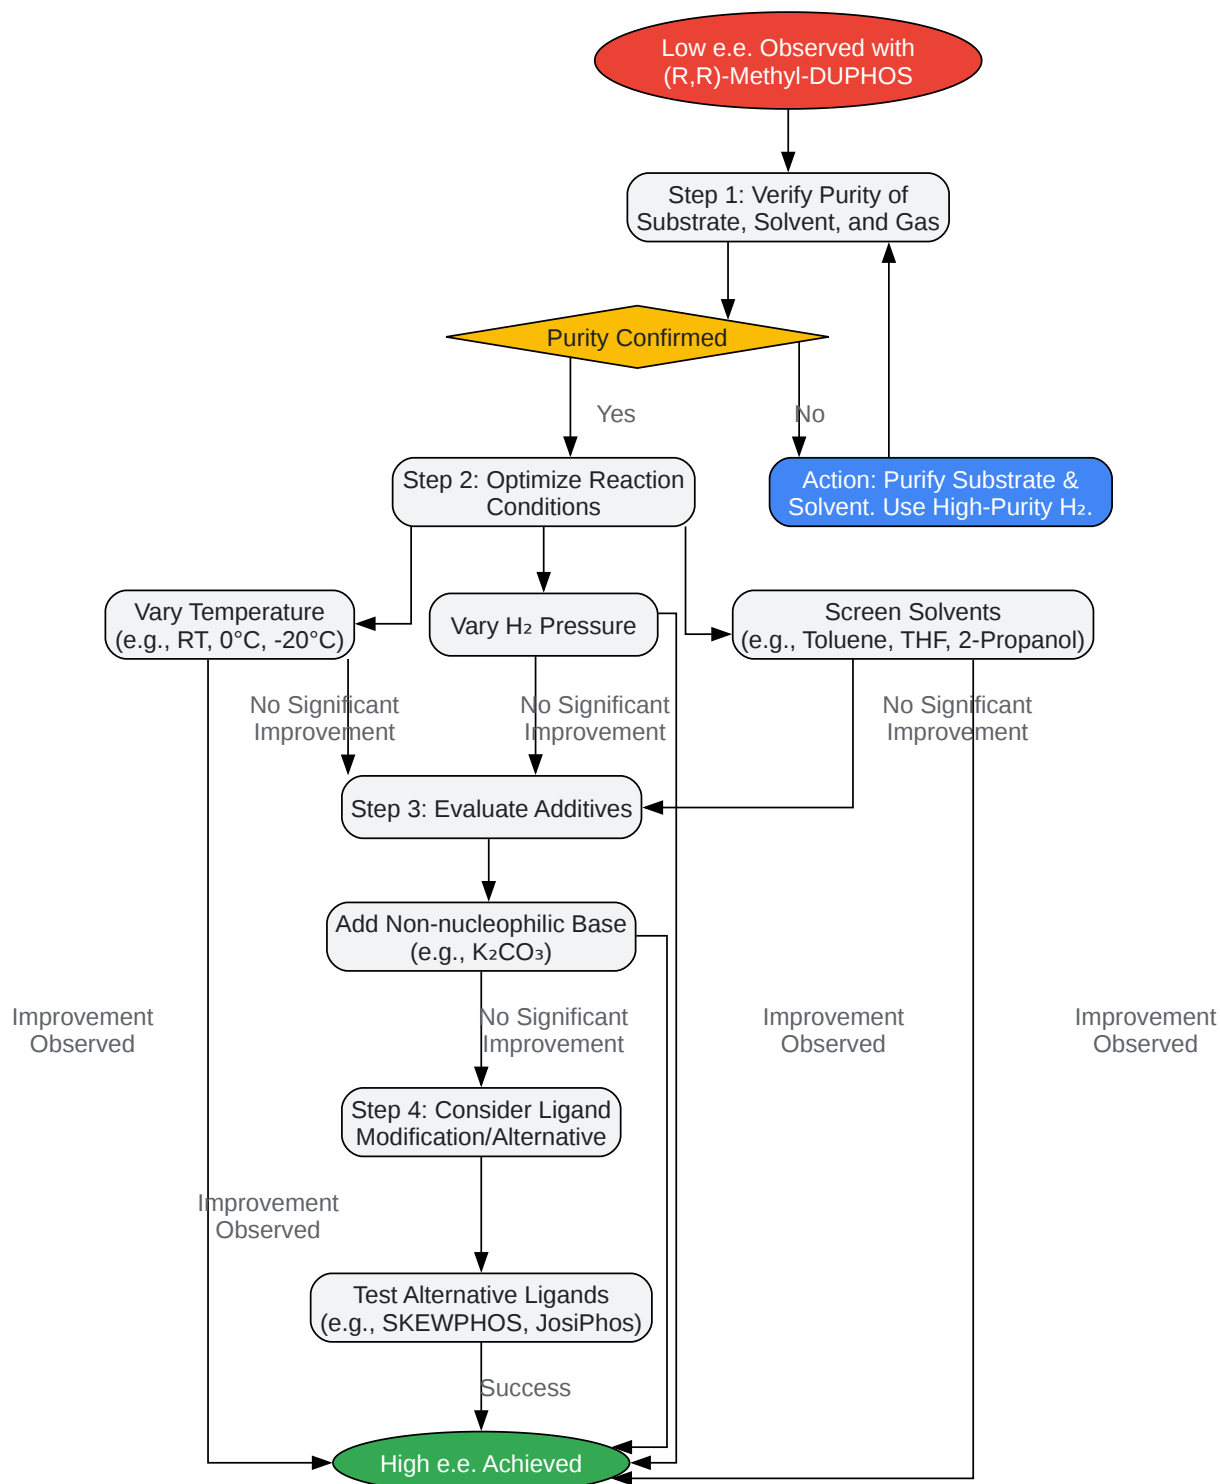 Low e.e. Observed with
(R,R)-Methyl-DUPHOS
Step 1: Verify Purity of
Substrate, Solvent, and Gas
Purity Confirmed
Yes
No
Step 2: Optimize Reaction
Conditions
Action: Purify Substrate &
Solvent. Use High-Purity H₂.
Vary Temperature
(e.g., RT, 0°C, -20°C)
Vary H₂ Pressure
Screen Solvents
(e.g., Toluene, THF, 2-Propanol)
No Significant
Improvement
No Significant
Improvement
No Significant
Improvement
Step 3: Evaluate Additives
Add Non-nucleophilic Base
(e.g., K₂CO₃)
Improvement
Observed
No Significant
Improvement
Improvement
Observed
Improvement
Observed
Step 4: Consider Ligand
Modification/Alternative
Improvement
Observed
Test Alternative Ligands
(e.g., SKEWPHOS, JosiPhos)
Success
High e.e. Achieved